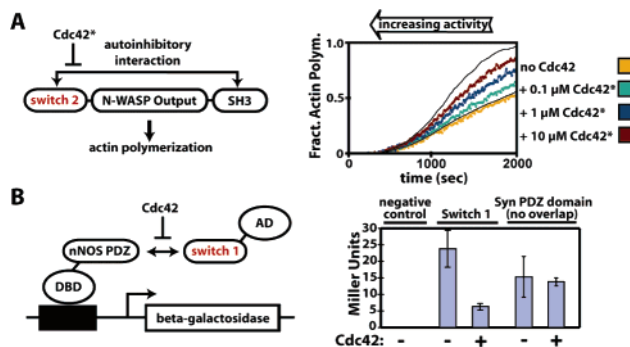 A
Cdc42*
autoinhibitory
interaction
switch 2
N-WASP Output
SH3
actin polymerization
increasing activity
Fract. Actin Polym.
1.0
0.5
0
1000
2000
time (sec)
no Cdc42
+ 0.1 µM Cdc42*
+ 1 µM Cdc42*
+ 10 µM Cdc42*
B
Cdc42
AD
nNOS PDZ
switch 1
DBD
beta-galactosidase
negative
control
Switch 1
Syn PDZ domain
(no overlap)
Miller Units
30
25
20
15
10
5
0
Cdc42: - - + - +